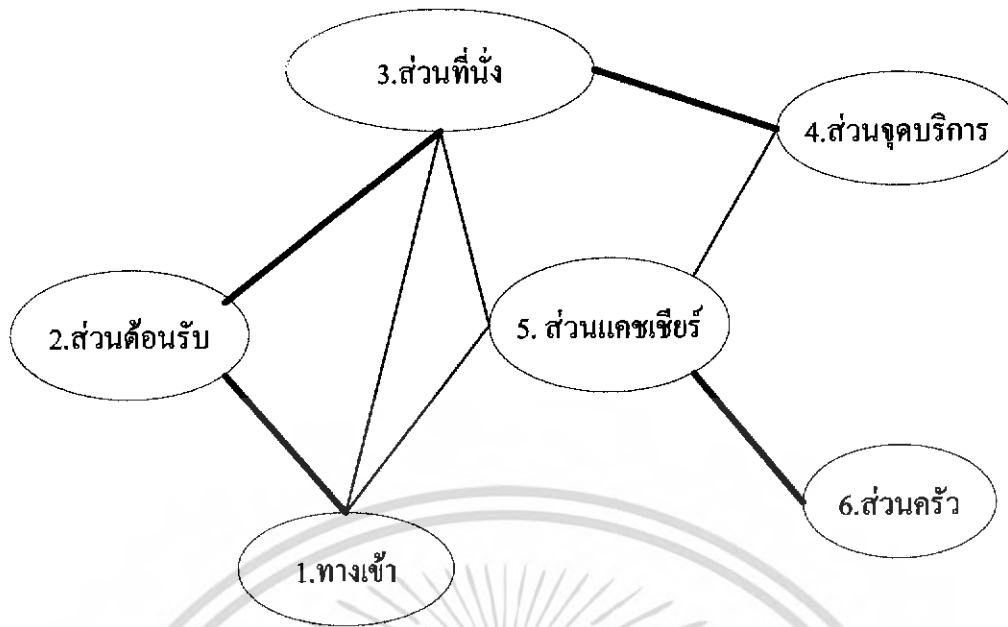 3.ส่วนที่นั่ง
4.ส่วนจุดบริการ
2.ส่วนต้อนรับ
5. ส่วนแคชเชียร์
6.ส่วนครัว
1.ทางเข้า